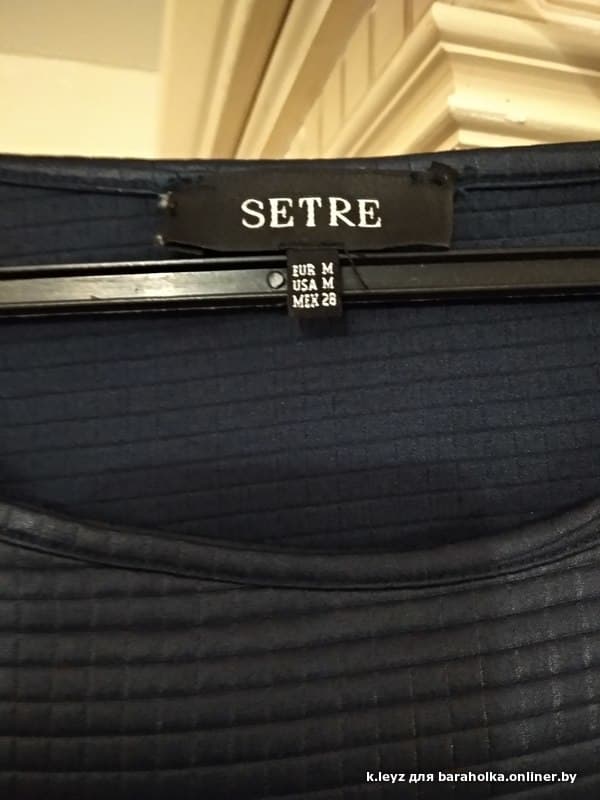 SETRE
EUR M
USA M
MEX 28
k.leyz для baraholka.onliner.by